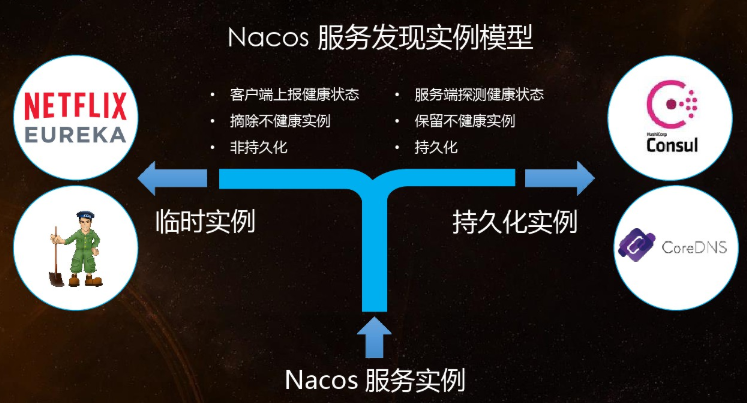 Nacos 服务发现实例模型
NETFLIX
EUREKA
• 客户端上报健康状态
• 摘除不健康实例
• 非持久化
• 服务端探测健康状态
• 保留不健康实例
• 持久化
HashiCorp
Consul
临时实例
持久化实例
CoreDNS
Nacos 服务实例